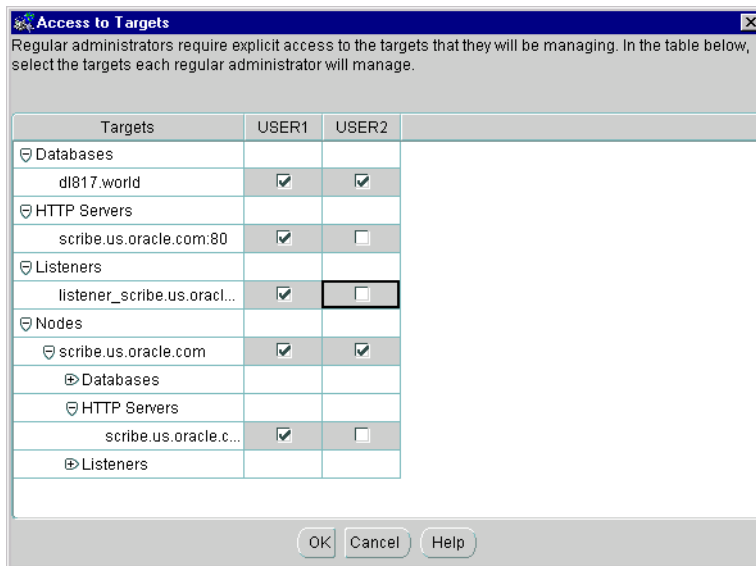 Access to Targets
Regular administrators require explicit access to the targets that they will be managing. In the table below,
select the targets each regular administrator will manage.
Targets USER1 USER2
Databases
dl817.world
HTTP Servers
scribe.us.oracle.com:80
Listeners
listener_scribe.us.oracl...
Nodes
scribe.us.oracle.com
Databases
HTTP Servers
scribe.us.oracle.c...
Listeners
OK Cancel Help